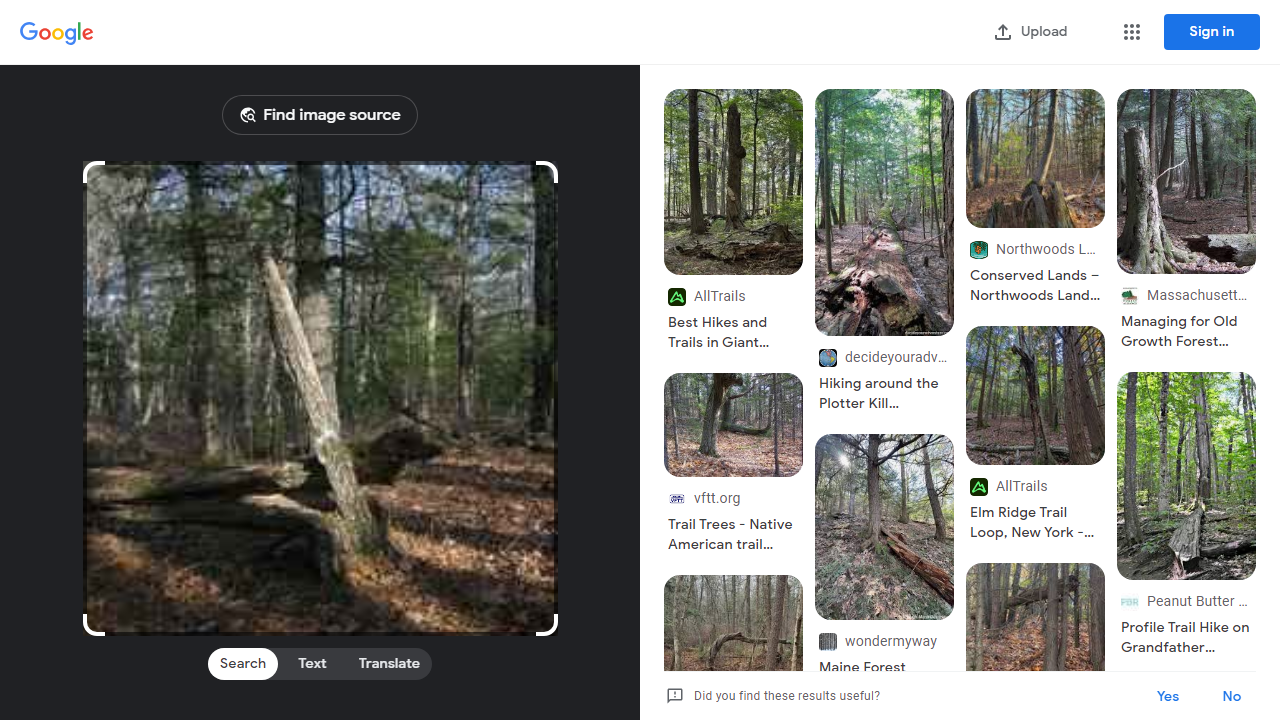 Google
Upload
Sign in
Find image source
Search
Text
Translate
AllTrails
Best Hikes and
Trails in Giant...
vftt.org
Trail Trees - Native
American trail...
decideyouradv...
Hiking around the
Plotter Kill...
wondermyway
Maine Forest
Northwoods L...
Conserved Lands –
Northwoods Land...
AllTrails
Elm Ridge Trail
Loop, New York -...
Massachusett...
Managing for Old
Growth Forest...
PBR
Peanut Butter ...
Profile Trail Hike on
Grandfather...
Did you find these results useful?
Yes
No